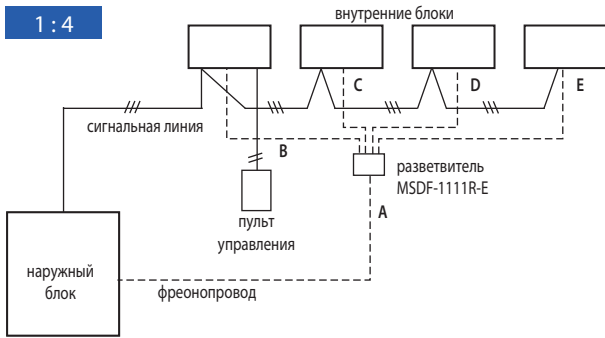 1 : 4
внутренние блоки
C
D
E
сигнальная линия
B
разветвитель
MSDF-1111R-E
A
пульт
управления
наружный
блок
фреонопровод